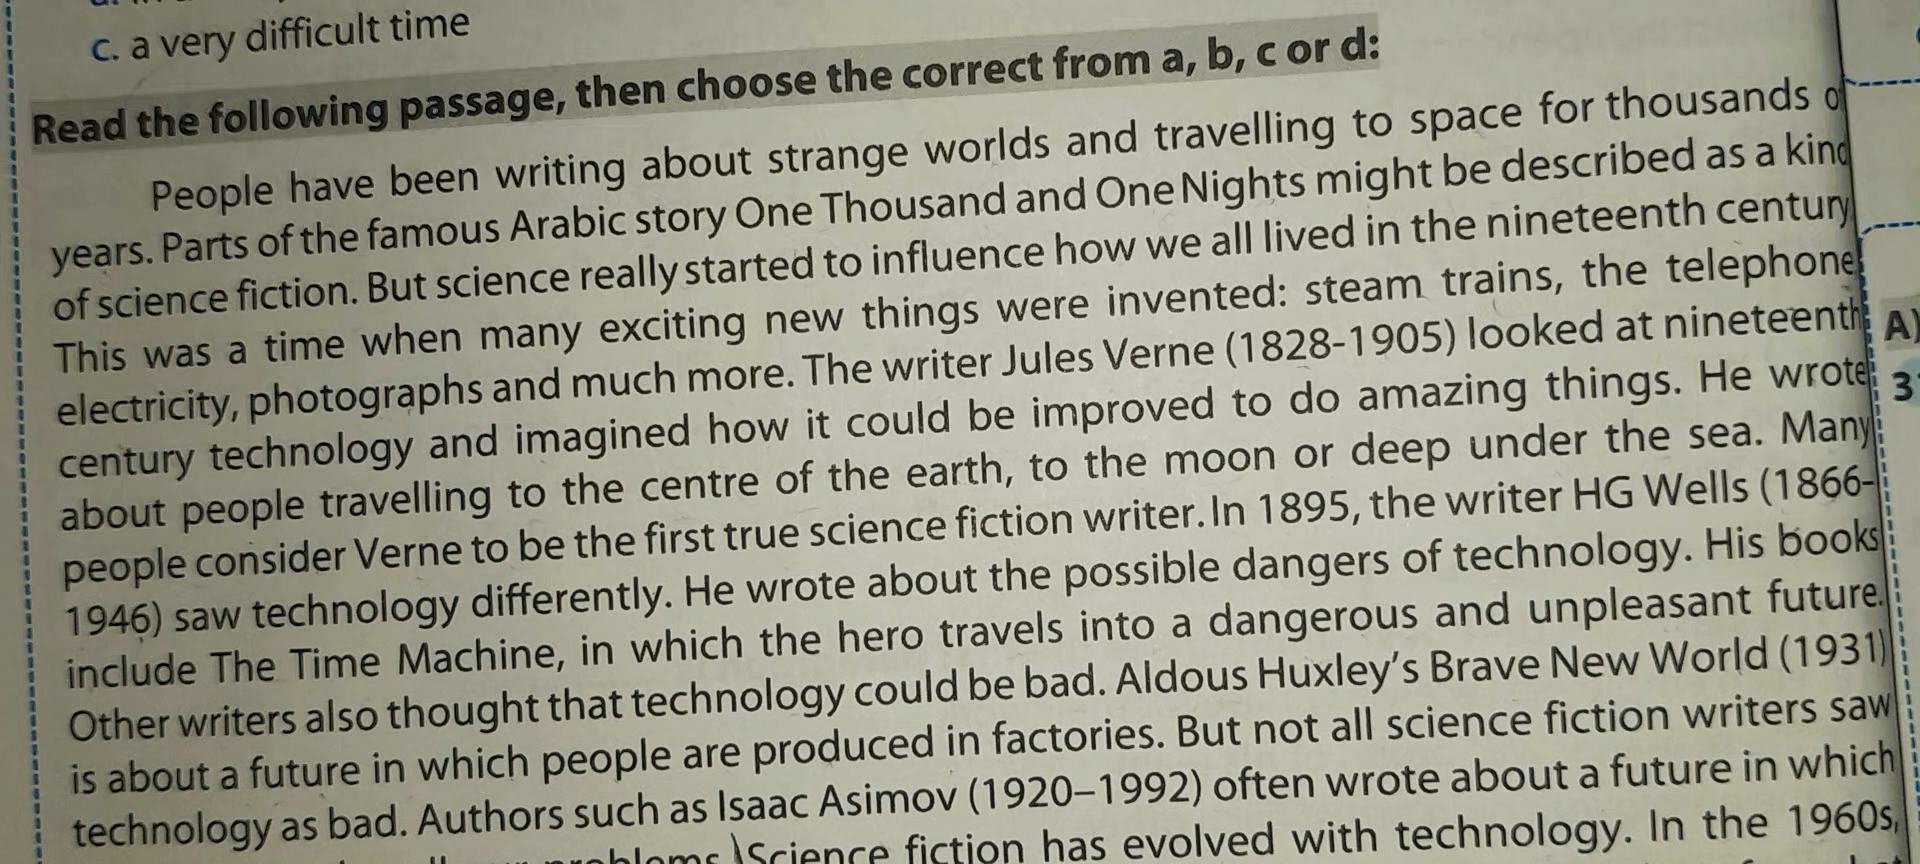 c. a very difficult time
Read the following passage, then choose the correct from a, b, c or d:
People have been writing about strange worlds and travelling to space for thousands o
years. Parts of the famous Arabic story One Thousand and One Nights might be described as a kind
of science fiction. But science really started to influence how we all lived in the nineteenth century
This was a time when many exciting new things were invented: steam trains, the telephone
electricity, photographs and much more. The writer Jules Verne (1828-1905) looked at nineteenth
century technology and imagined how it could be improved to do amazing things. He wrote
about people travelling to the centre of the earth, to the moon or deep under the sea. Many
people consider Verne to be the first true science fiction writer. In 1895, the writer HG Wells (1866-
1946) saw technology differently. He wrote about the possible dangers of technology. His books
include The Time Machine, in which the hero travels into a dangerous and unpleasant future.
Other writers also thought that technology could be bad. Aldous Huxley's Brave New World (1931)
is about a future in which people are produced in factories. But not all science fiction writers saw
technology as bad. Authors such as Isaac Asimov (1920–1992) often wrote about a future in which
Science fiction has evolved with technology. In the 1960s,
A)
3